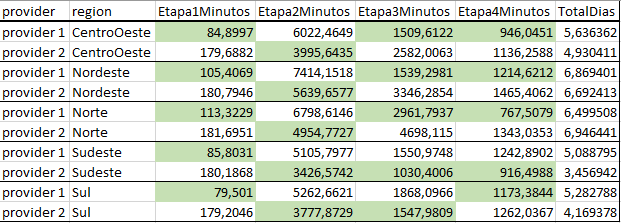 provider region Etapa1Minutos Etapa2Minutos Etapa3Minutos Etapa4Minutos TotalDias
provider 1 CentroOeste 84,8997 6022,4649 1509,6122 946,0451 5,636362
provider 2 CentroOeste 179,6882 3995,6435 2582,0063 1136,2588 4,930411
provider 1 Nordeste 105,4069 7414,1518 1539,2981 1214,6212 6,869401
provider 2 Nordeste 180,7946 5639,6577 3346,2854 1465,4062 6,692413
provider 1 Norte 113,3229 6798,6146 2961,7937 767,5079 6,499508
provider 2 Norte 181,6951 4954,7727 4698,115 1343,0353 6,946441
provider 1 Sudeste 85,8031 5105,7977 1550,9748 1242,8902 5,088795
provider 2 Sudeste 180,1868 3426,5742 1030,4006 916,4988 3,456942
provider 1 Sul 79,501 5262,6621 1868,0966 1173,3844 5,282788
provider 2 Sul 179,2046 3777,8729 1547,9809 1262,0367 4,169378